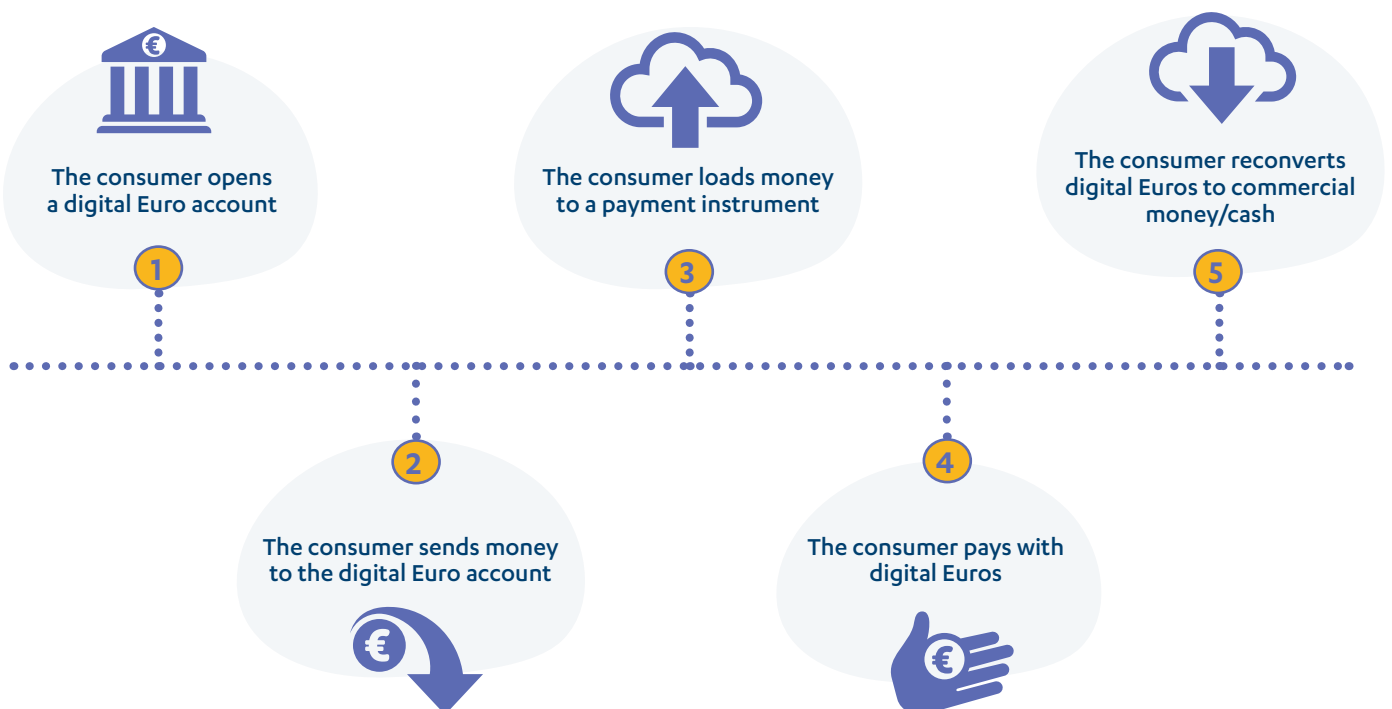 €
The consumer opens
a digital Euro account
1
The consumer sends money
to the digital Euro account
2
€
The consumer loads money
to a payment instrument
3
The consumer pays with
digital Euros
4
€
The consumer reconverts
digital Euros to commercial
money/cash
5